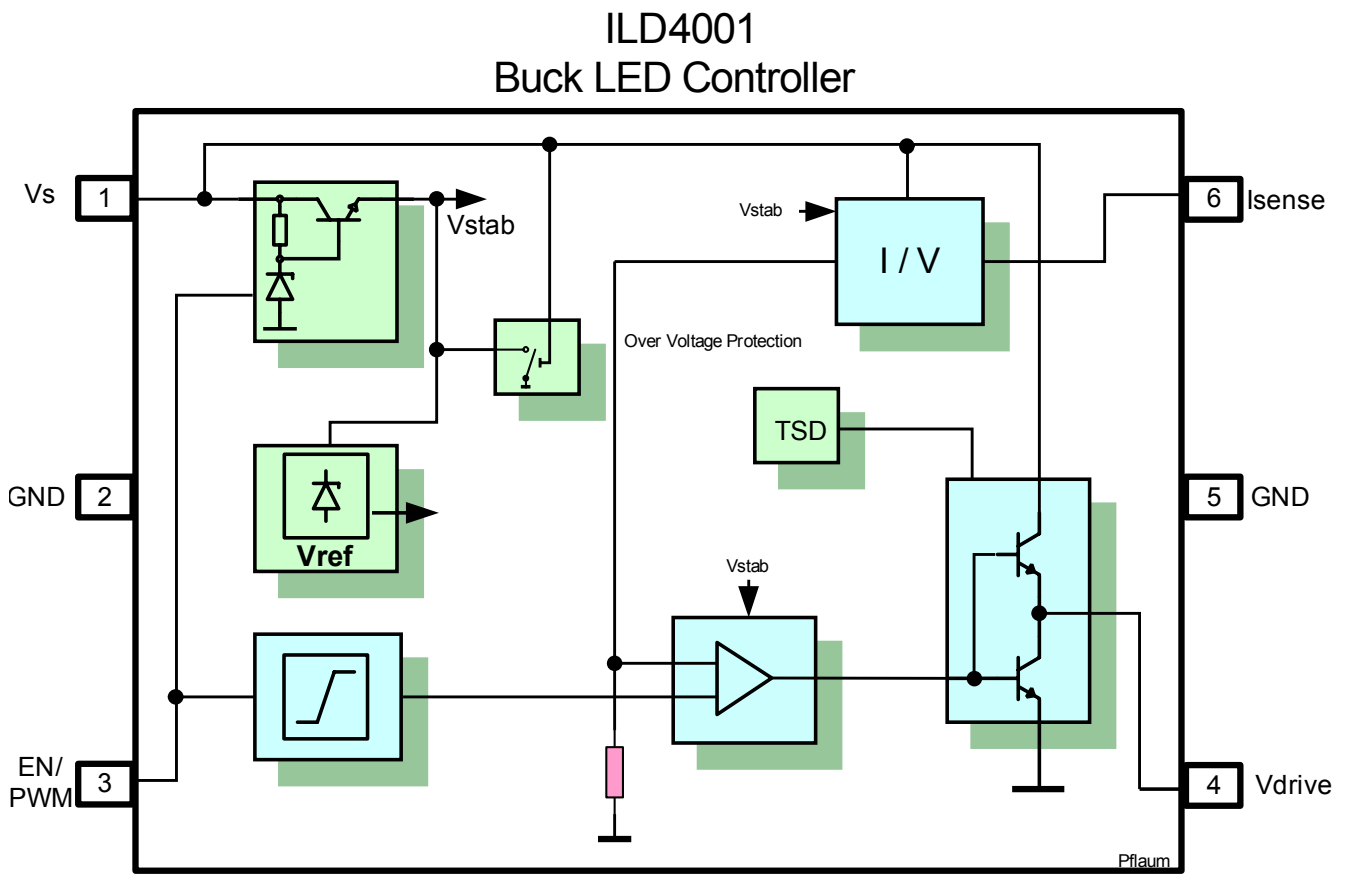 ILD4001
Buck LED Controller
Vs
1
Vstab
Vstab
I / V
6
Isense
Over Voltage Protection
TSD
GND
2
Vref
5
GND
Vstab
EN/
PWM
3
4
Vdrive
Pflaum